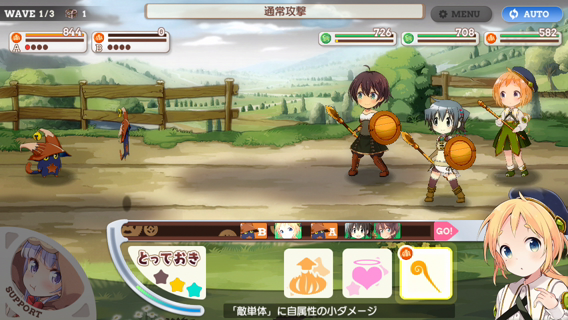 WAVE 1/3
1
通常攻撃
MENU
AUTO
844
A
0
B
726
708
582
B
A
GO!
とっておき
SUPPORT
「敵単体」に自属性の小ダメージ